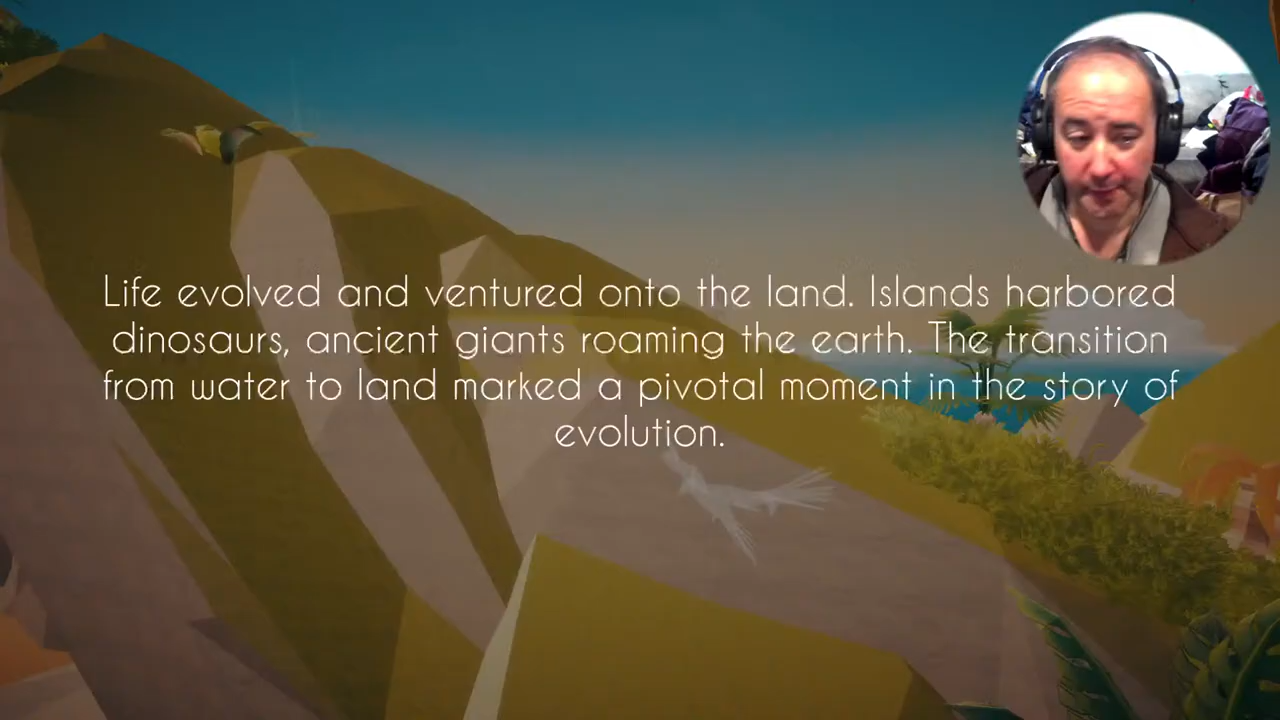 Life evolved and ventured onto the land. Islands harbored
dinosaurs, ancient giants roaming the earth. The transition
from water to land marked a pivotal moment in the story of
evolution.